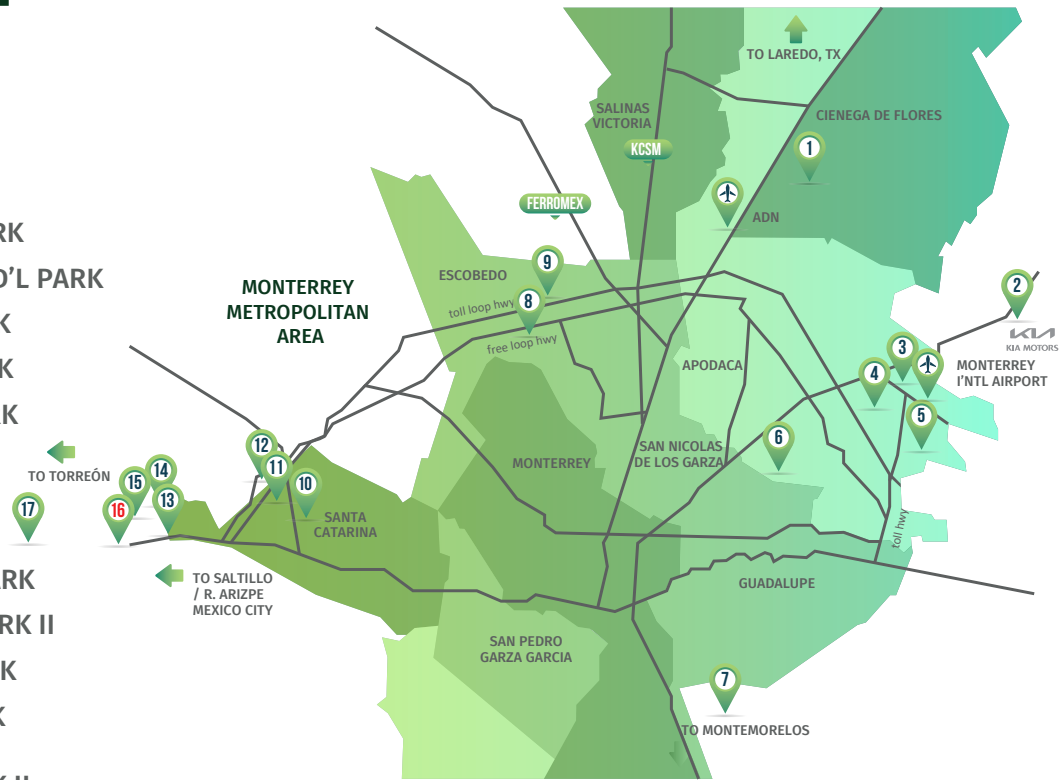 RK
D'L PARK
K
K
RK
ARK
RK II
K
K
K II
MONTERREY
METROPOLITAN
AREA
TO LAREDO, TX
SALINAS
VICTORIA
CIENEGA DE FLORES
KCSM
1
FERROMEX
ADN
ESCOBEDO
9
8
toll loop hwy
free loop hwy
2
KIA
KIA MOTORS
3
4
MONTERREY
I'NTL AIRPORT
5
APODACA
6
SAN NICOLAS
DE LOS GARZA
MONTERREY
12
11
10
TO TORREÓN
14
15
13
16
17
SANTA
CATARINA
toll hwy
TO SALTILLO
/ R. ARIZPE
MEXICO CITY
GUADALUPE
SAN PEDRO
GARZA GARCIA
7
TO MONTEMORELOS